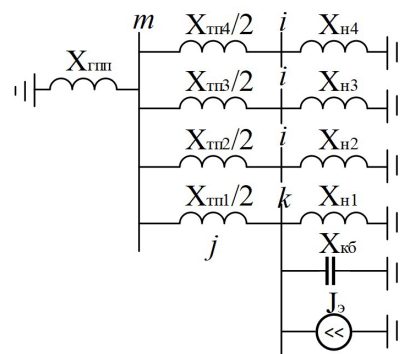 m Xтп4/2 i Xн4
Xгпп
Xтп3/2 i Xн3
Xтп2/2 i Xн2
Xтп1/2 k Xн1
j Xкб
Jэ
<<